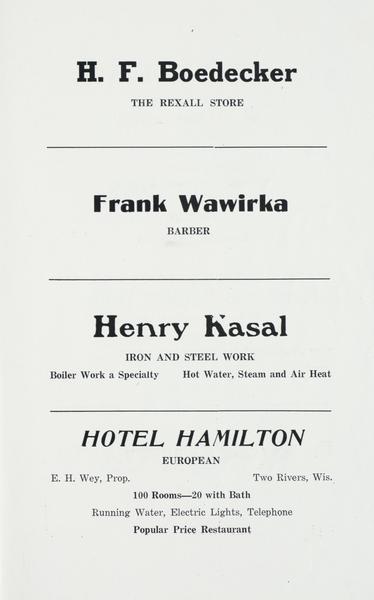 H. F. Boedecker
THE REXALL STORE
Frank Wawirka
BARBER
Henry Kasal
IRON AND STEEL WORK
Boiler Work a Specialty Hot Water, Steam and Air Heat
HOTEL HAMILTON
EUROPEAN
E. H. Wey, Prop. Two Rivers, Wis.
100 Rooms—20 with Bath
Running Water, Electric Lights, Telephone
Popular Price Restaurant